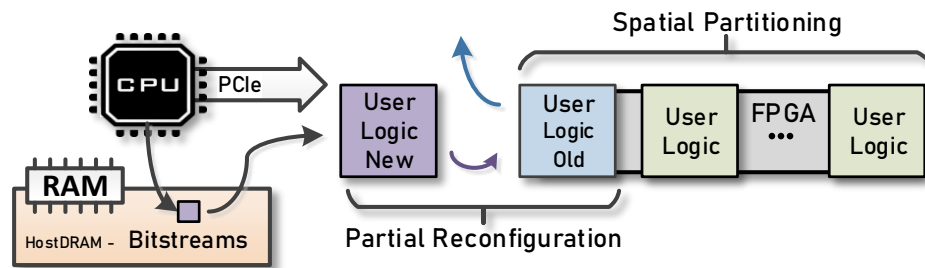 Spatial Partitioning
CPU
PCIe
User
Logic
New
User
Logic
Old
User
Logic
FPGA
...
User
Logic
RAM
HostDRAM - Bitstreams
Partial Reconfiguration